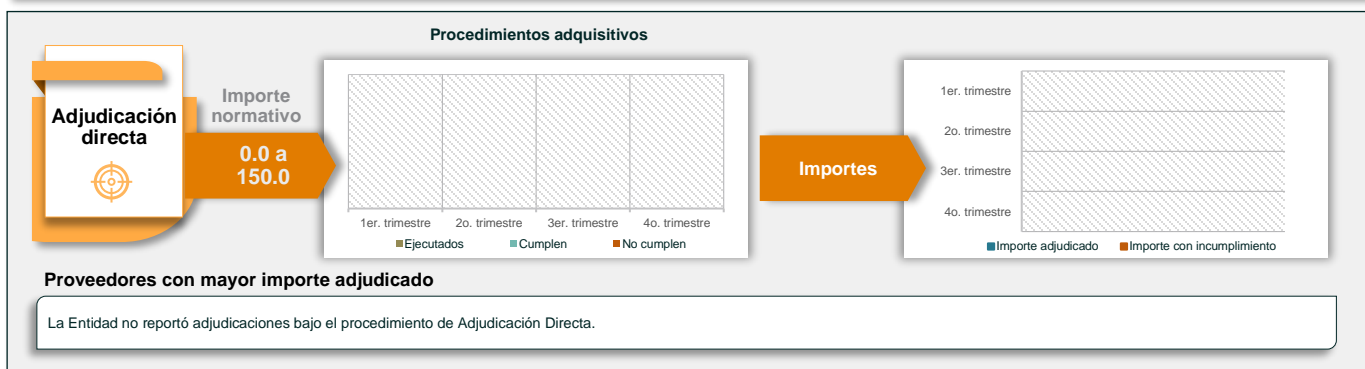 Procedimientos adquisitivos
Adjudicación
directa
Importe
normativo
0.0 a
150.0
1er. trimestre
2o. trimestre
3er. trimestre
4o. trimestre
Ejecutados
Cumplen
No cumplen
Importes
1er. trimestre
2o. trimestre
3er. trimestre
4o. trimestre
Importe adjudicado
Importe con incumplimiento
Proveedores con mayor importe adjudicado
La Entidad no reportó adjudicaciones bajo el procedimiento de Adjudicación Directa.